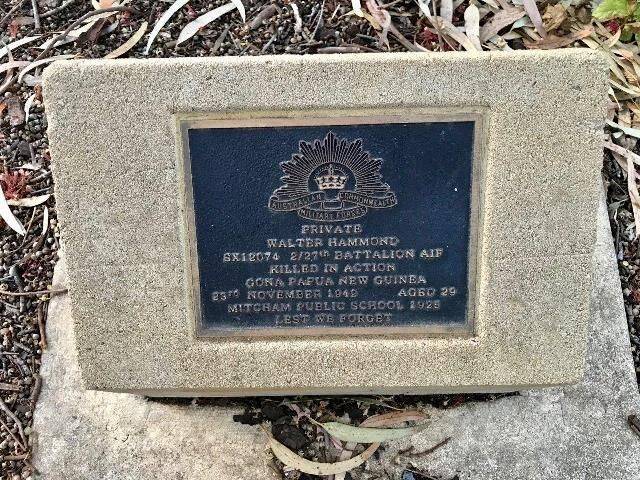 AUSTRALIAN COMMONWEALTH
MILITARY FORCES
PRIVATE
WALTER HAMMOND
SX12074 2/27th BATTALION AIF
KILLED IN ACTION
GONA PAPUA NEW GUINEA
23rd NOVEMBER 1942 AGED 29
MITCHAM PUBLIC SCHOOL 1925
LEST WE FORGET